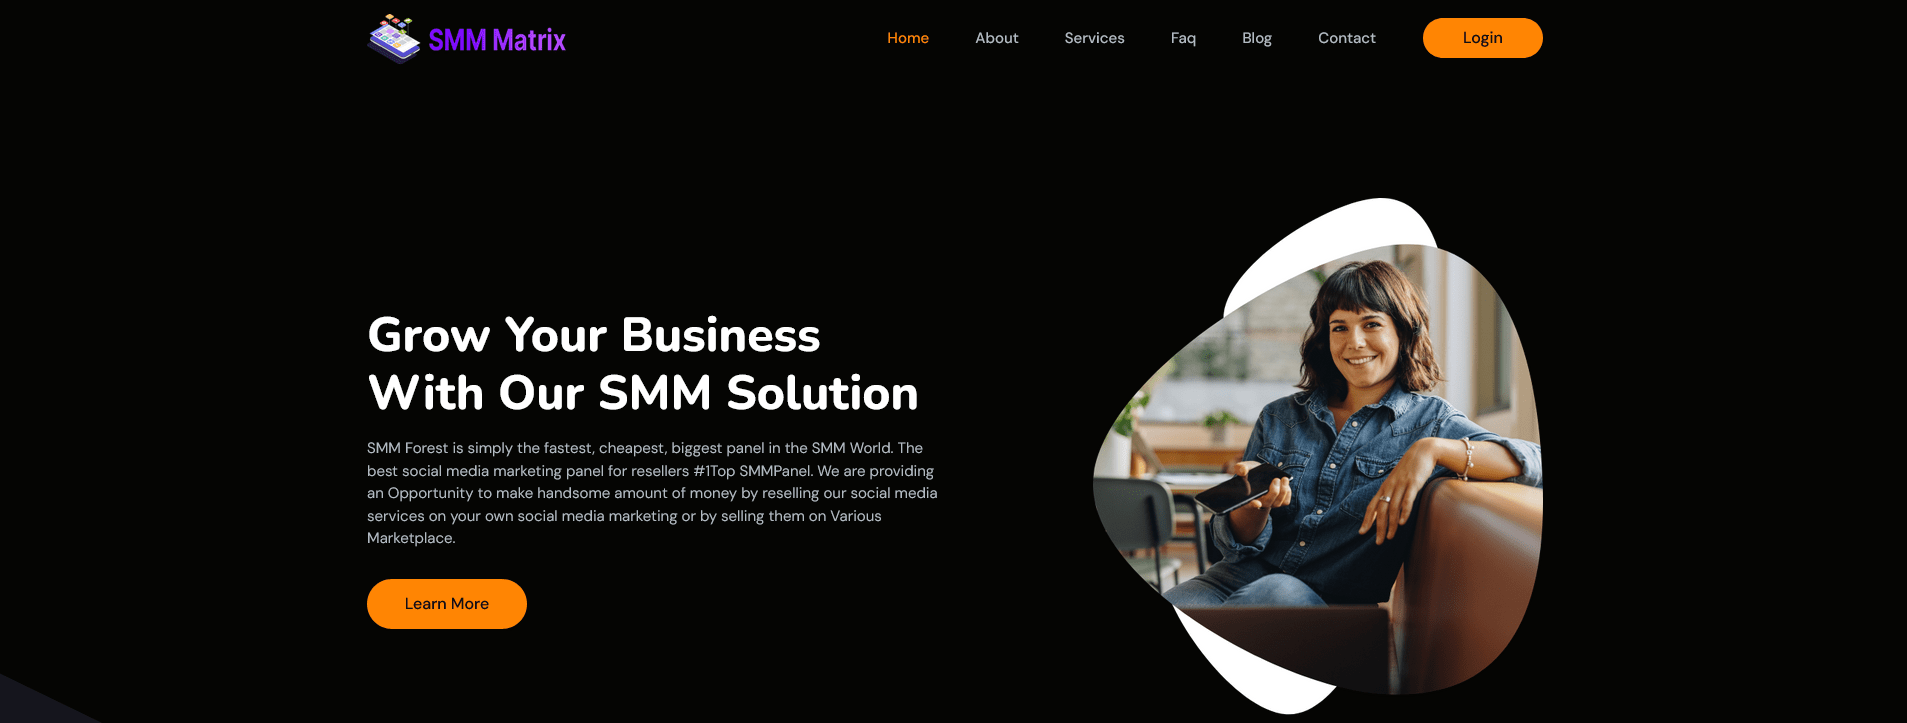 SMM Matrix
Home
About
Services
Faq
Blog
Contact
Login
Grow Your Business
With Our SMM Solution
SMM Forest is simply the fastest, cheapest, biggest panel in the SMM World. The
best social media marketing panel for resellers #1Top SMMPanel. We are providing
an Opportunity to make handsome amount of money by reselling our social media
services on your own social media marketing or by selling them on Various
Marketplace.
Learn More